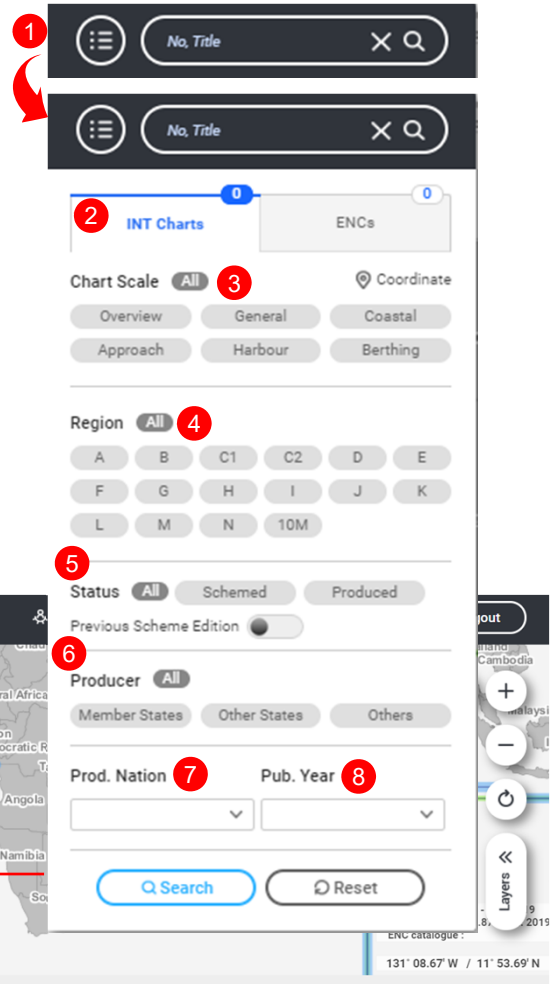 1
No, Title
No, Title
0
0
2
INT Charts
ENCs
Chart Scale All 3
Coordinate
Overview General Coastal
Approach Harbour Berthing
Region All 4
A B C1 C2 D E
F G H I J K
L M N 10M
5
Status All Schemed Produced
Previous Scheme Edition
6
Producer All
Member States Other States Others
Prod. Nation 7 Pub. Year 8
Search Reset
Cambodia
Angola
Namibia
Layers
ENC catalogue :
131° 08.67' W / 11° 53.69' N